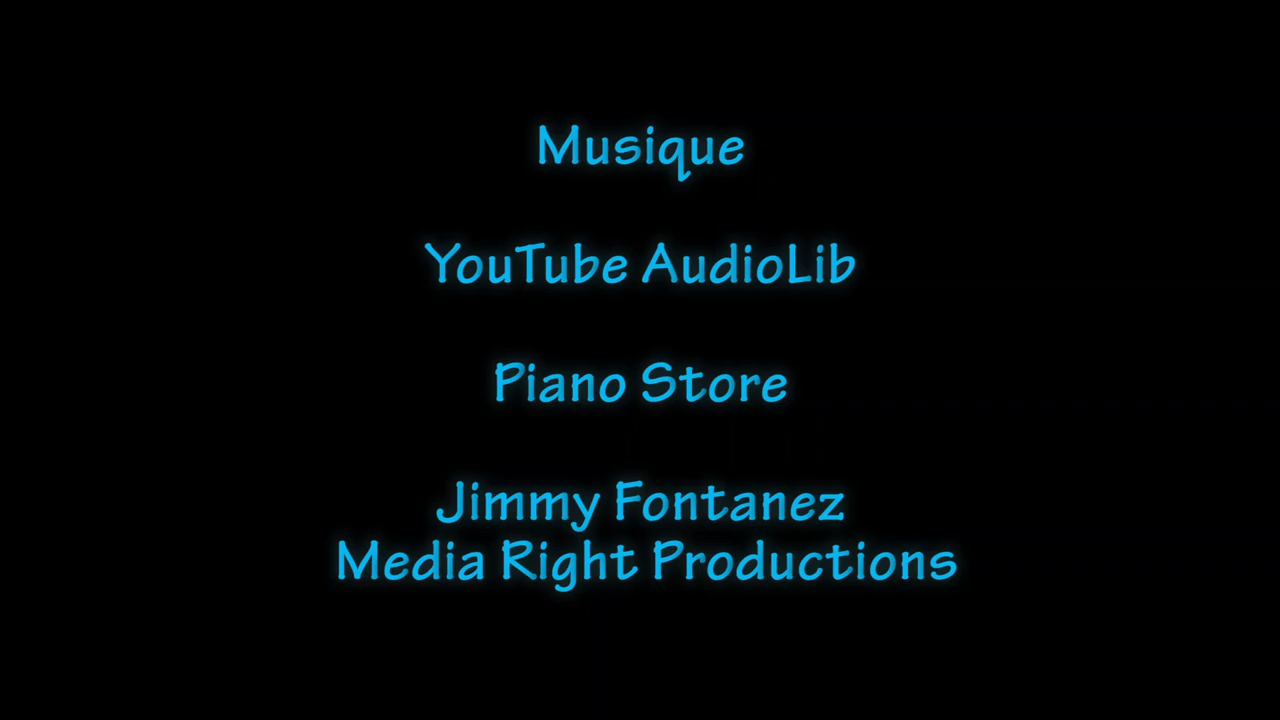 Musique
YouTube AudioLib
Piano Store
Jimmy Fontanez
Media Right Productions